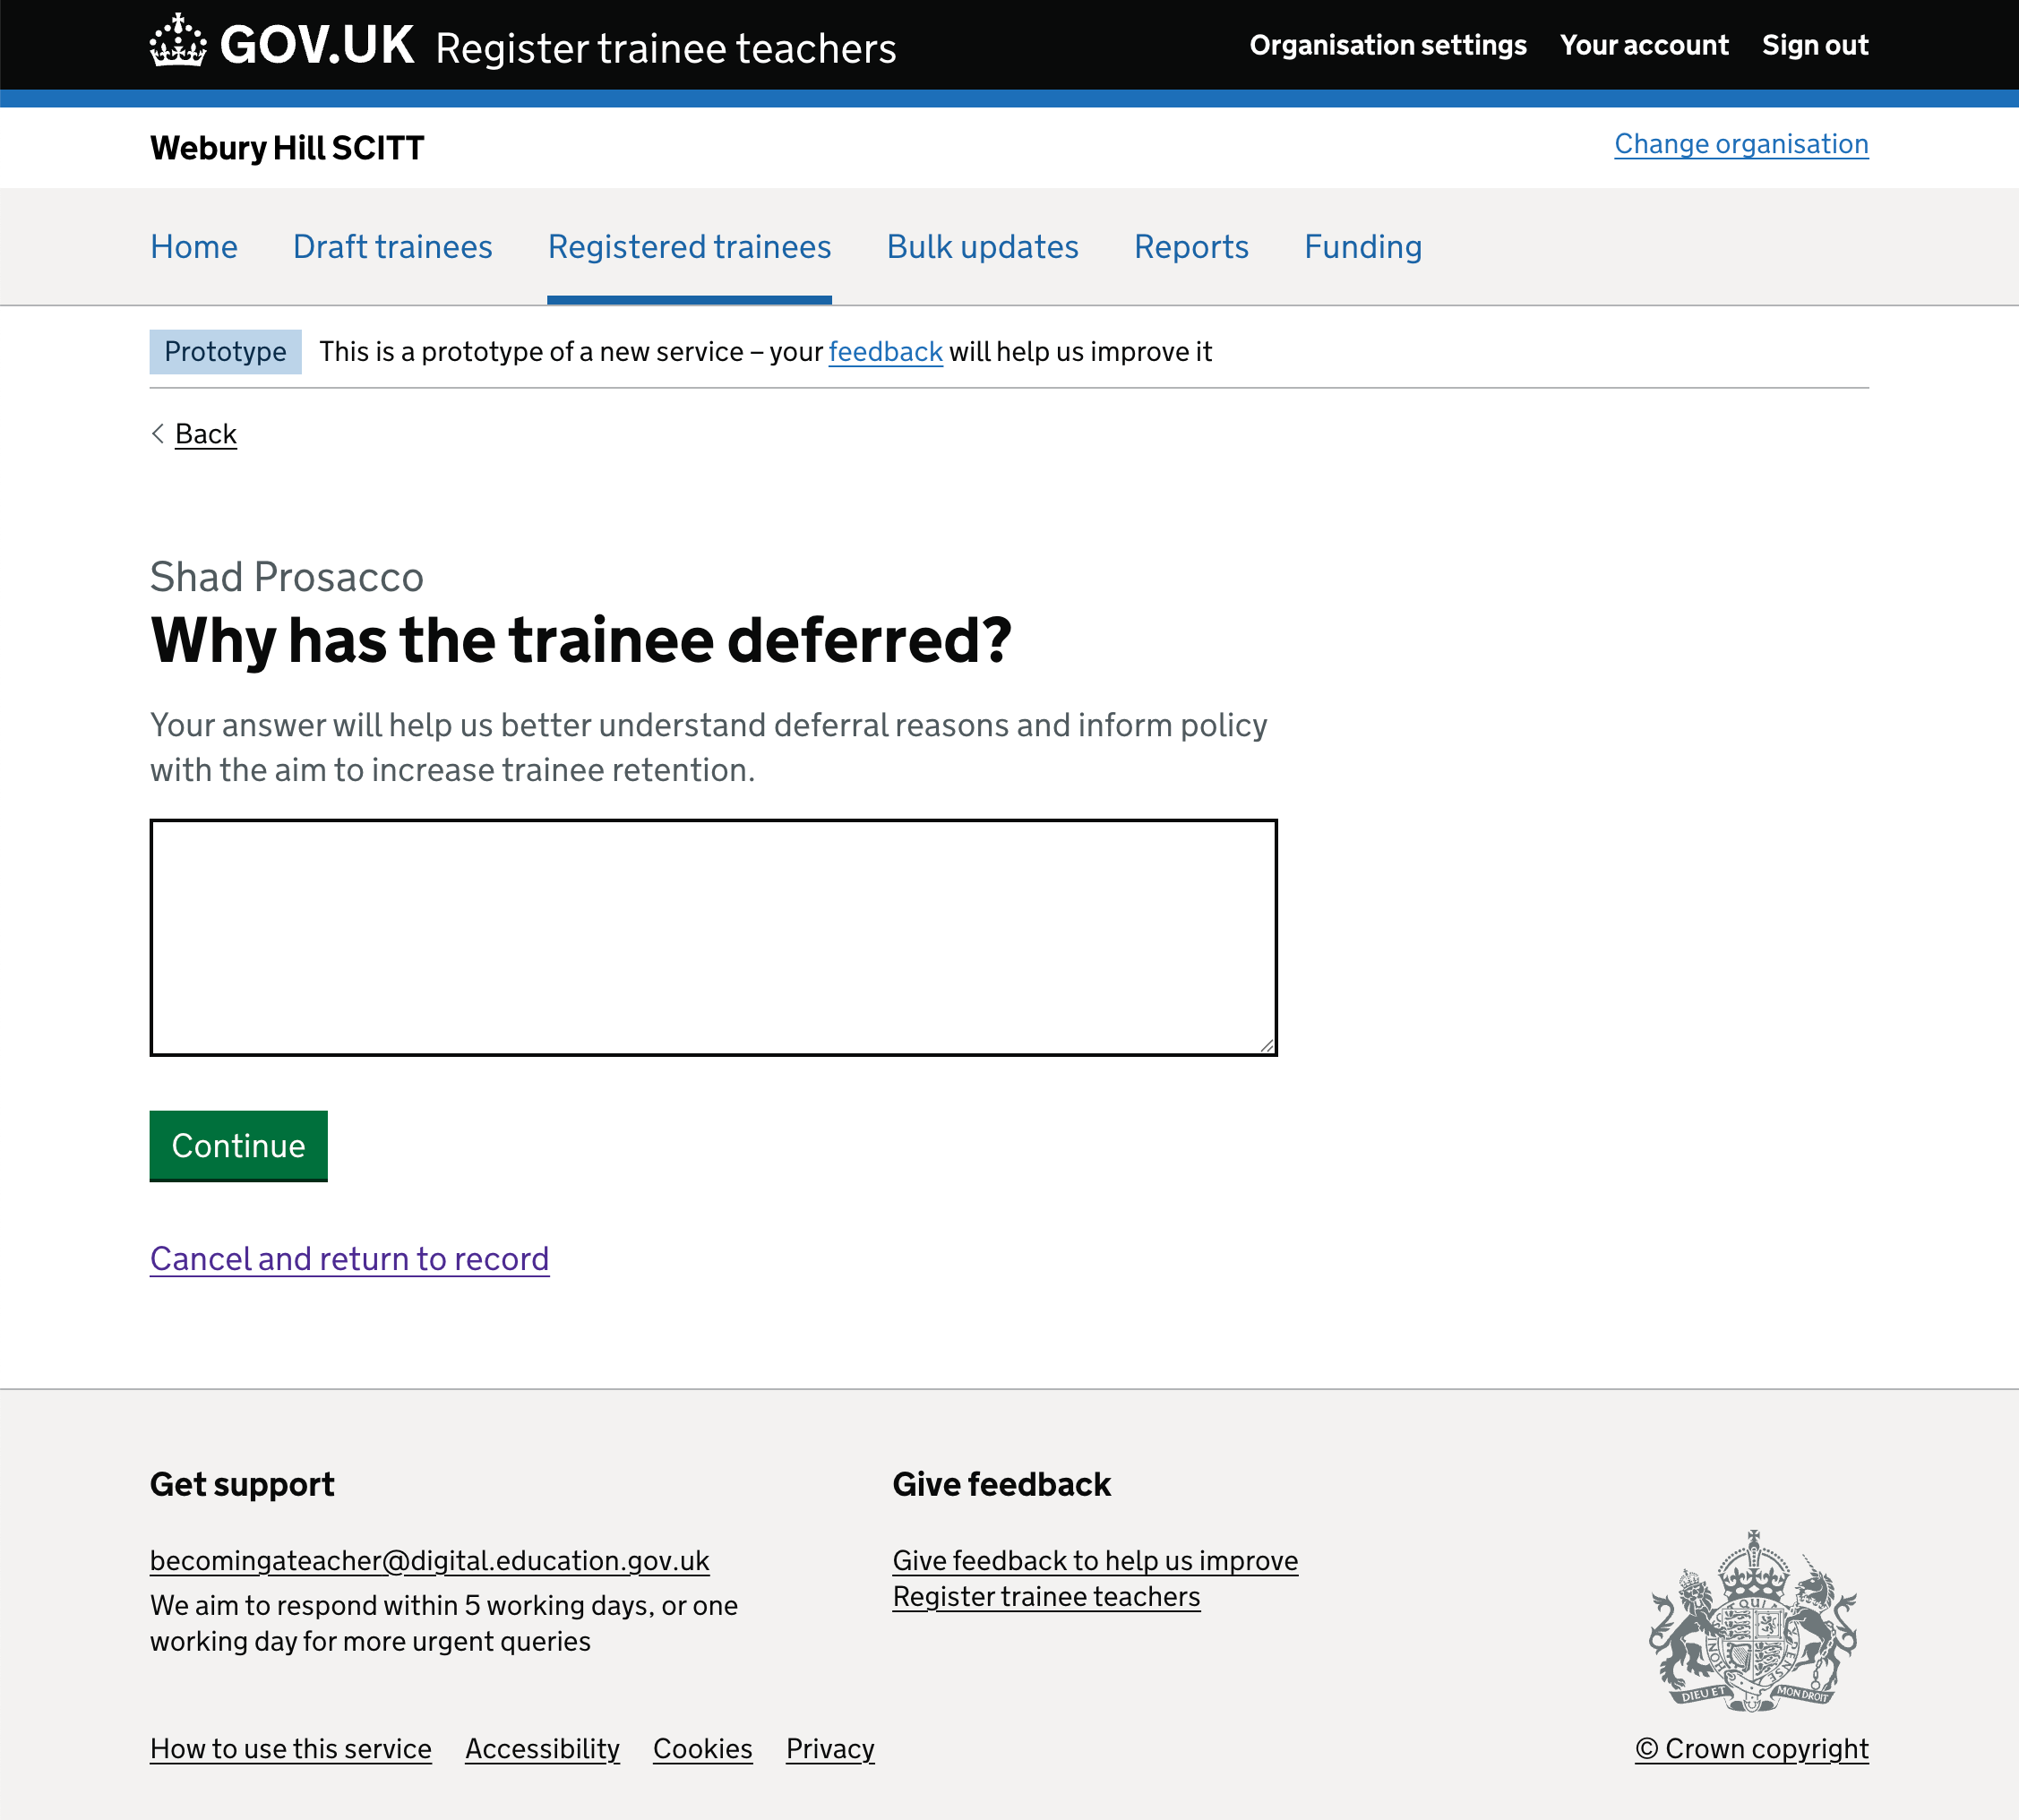 GOV.UK Register trainee teachers Organisation settings Your account Sign out
Webury Hill SCITT Change organisation
Home Draft trainees Registered trainees Bulk updates Reports Funding
Prototype This is a prototype of a new service – your feedback will help us improve it
Back
Shad Prosacco
Why has the trainee deferred?
Your answer will help us better understand deferral reasons and inform policy
with the aim to increase trainee retention.
Continue
Cancel and return to record
Get support
becomingateacher@digital.education.gov.uk
We aim to respond within 5 working days, or one
working day for more urgent queries
Give feedback
Give feedback to help us improve
Register trainee teachers
DIEU ET MON DROIT
How to use this service Accessibility Cookies Privacy
© Crown copyright